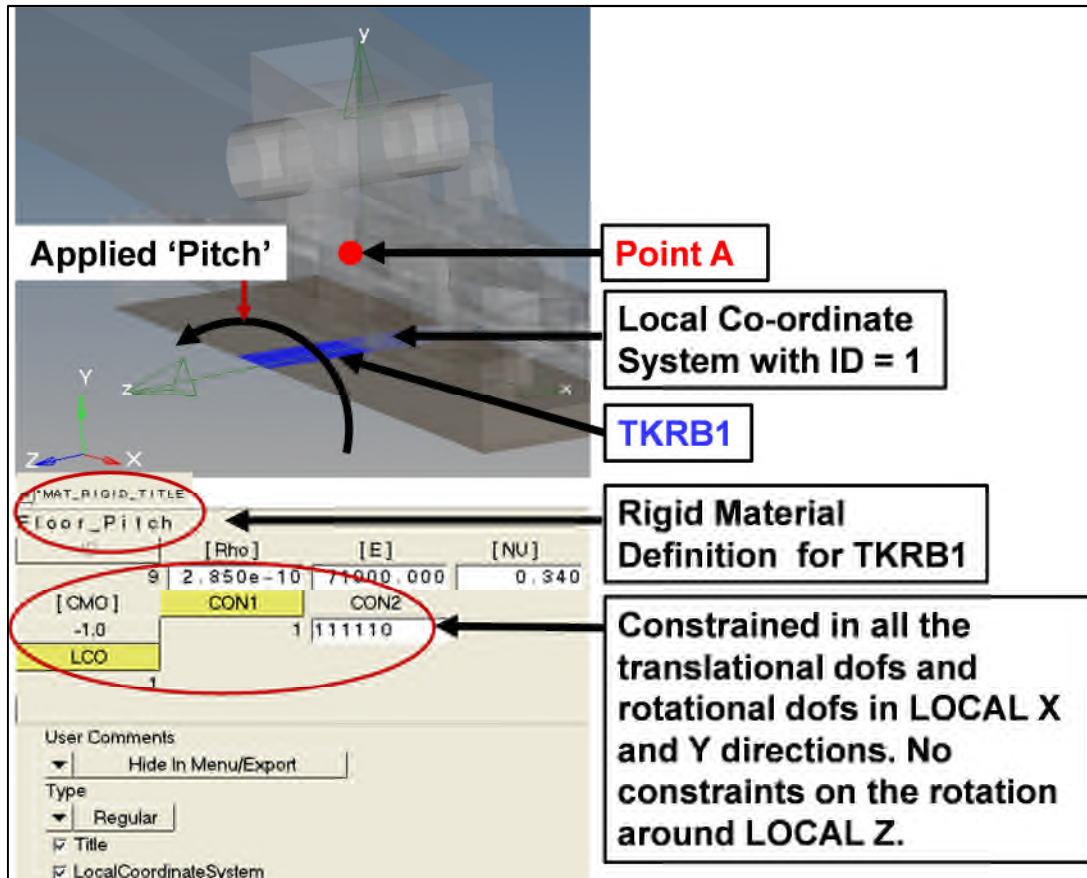 y
Applied ‘Pitch’
Point A
Local Co-ordinate
System with ID = 1
z
x
TKRB1
Y
Z
X
*MAT_RIGID_TITLE
Floor_Pitch
Rigid Material
Definition for TKRB1
[Rho] [E] [NU]
9 2.850e-10 71000.000 0.340
[CMO] CON1 CON2
-1.0 1 111110
LCO
1
Constrained in all the
translational dofs and
rotational dofs in LOCAL X
and Y directions. No
constraints on the rotation
around LOCAL Z.
User Comments
Hide In Menu/Export
Type
Regular
Title
LocalCoordinateSystem